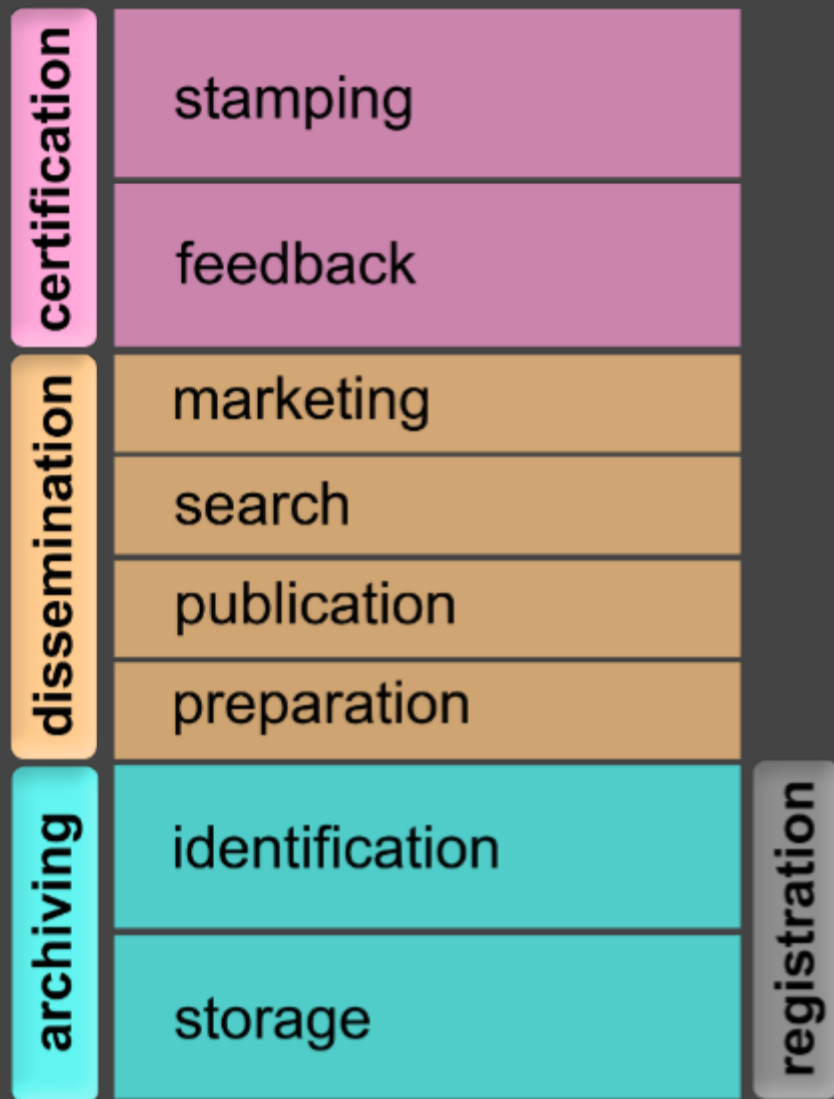 certification
stamping
feedback
dissemination
marketing
search
publication
preparation
archiving
identification
storage
registration